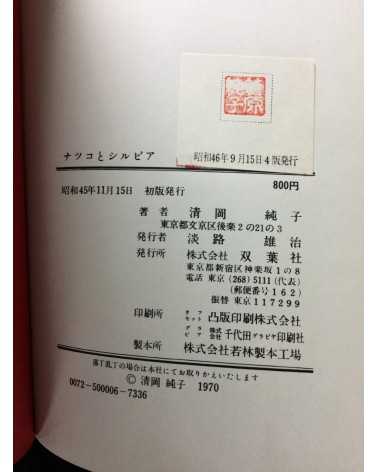 昭和46年9月15日4版発行
ナツコとシルビア
800円
昭和45年11月15日 初版発行
著者 清岡純子
東京都文京区後楽2の21の3
発行者 淡路雄治
発行所 株式会社 双葉社
東京都新宿区神楽坂1の8
電話 東京 (268) 5111 (代表)
(郵便番号162)
振替 東京117299
印刷所 オフセット 凸版印刷株式会社
グラビア 株式会社 千代田グラビヤ印刷社
製本所 株式会社若林製本工場
落丁乱丁の場合は本社にてお取りかえいたします
© 清岡純子 1970
0072-500006-7336